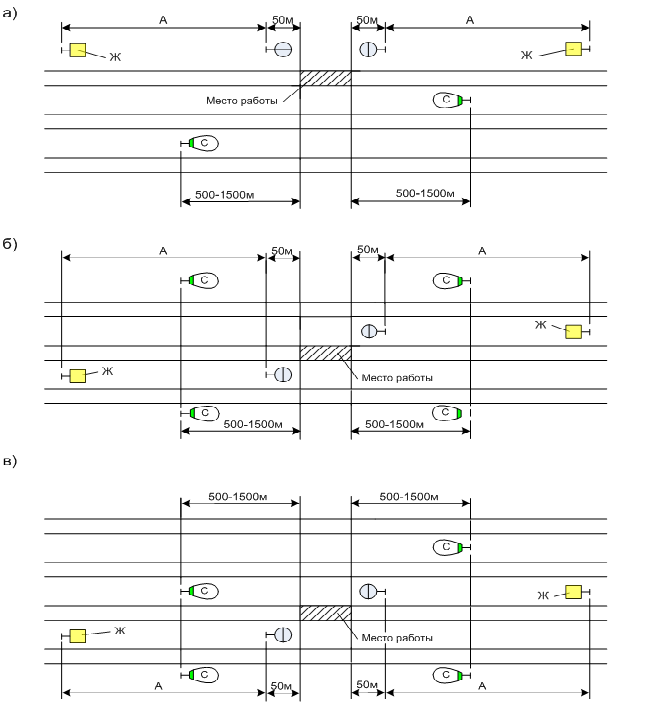 а)
А 50м 50м А
Ж Ж
Место работы
С
С
500-1500м 500-1500м
б)
А 50м 50м А
С С
Ж
Ж
Место работы
С С
500-1500м 500-1500м
в)
500-1500м 500-1500м
С
С Ж
Ж
Место работы
С С
А 50м 50м А